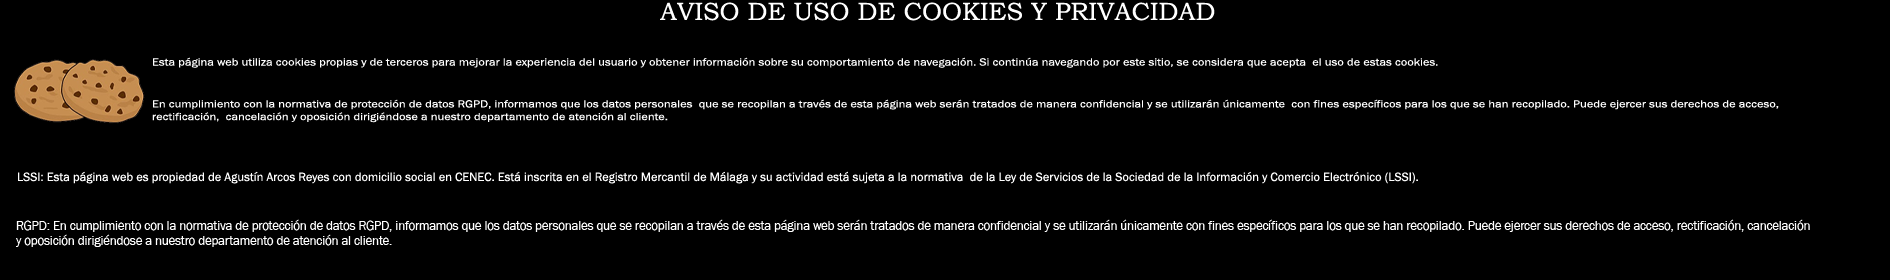 AVISO DE USO DE COOKIES Y PRIVACIDAD
Esta página web utiliza cookies propias y de terceros para mejorar la experiencia del usuario y obtener información sobre su comportamiento de navegación. Si continúa navegando por este sitio, se considera que acepta  el uso de estas cookies.
En cumplimiento con la normativa de protección de datos RGPD, informamos que los datos personales  que se recopilan a través de esta página web serán tratados de manera confidencial y se utilizarán únicamente  con fines específicos para los que se han recopilado. Puede ejercer sus derechos de acceso,
rectificación,  cancelación y oposición dirigiéndose a nuestro departamento de atención al cliente.
LSSI: Esta página web es propiedad de Agustín Arcos Reyes con domicilio social en CENEC. Está inscrita en el Registro Mercantil de Málaga y su actividad está sujeta a la normativa  de la Ley de Servicios de la Sociedad de la Información y Comercio Electrónico (LSSI).
RGPD: En cumplimiento con la normativa de protección de datos RGPD, informamos que los datos personales que se recopilan a través de esta página web serán tratados de manera confidencial y se utilizarán únicamente con fines específicos para los que se han recopilado. Puede ejercer sus derechos de acceso, rectificación, cancelación
y oposición dirigiéndose a nuestro departamento de atención al cliente.